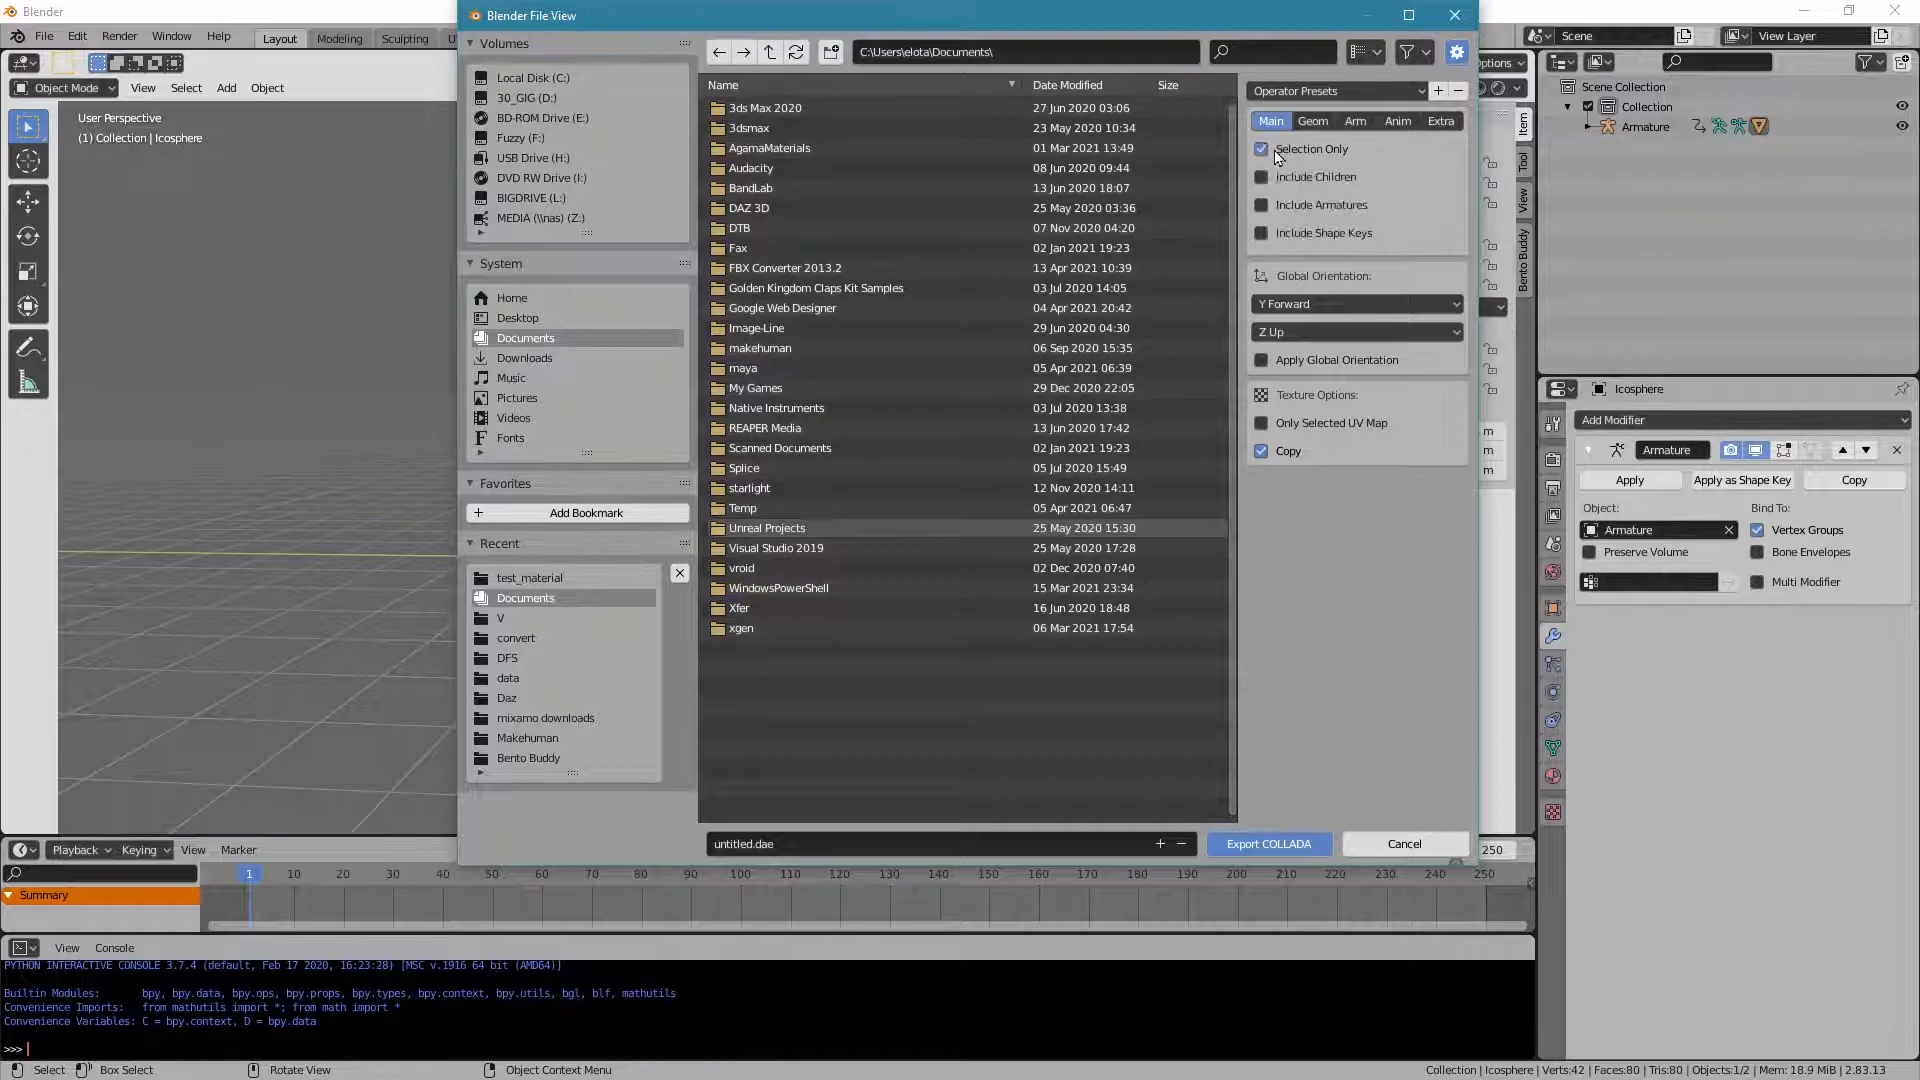 Blender
Blender File View
File Edit Render Window Help Layout Modeling Sculpting
Scene View Layer
Object Mode View Select Add Object
Options
User Perspective
(1) Collection | Icosphere
Volumes
Local Disk (C:)
30_GIG (D:)
BD-ROM Drive (E:)
Fuzzy (F:)
USB Drive (H:)
DVD RW Drive (I:)
BIGDRIVE (L:)
MEDIA (\\nas) (Z:)
System
Home
Desktop
Documents
Downloads
Music
Pictures
Videos
Fonts
Favorites
Add Bookmark
Recent
test_material
Documents
V
convert
DFS
data
Daz
mixamo downloads
Makehuman
Bento Buddy
C:\Users\elota\Documents\
Name Date Modified Size
3ds Max 2020 27 Jun 2020 03:06
3dsmax 23 May 2020 10:34
AgamaMaterials 01 Mar 2021 13:49
Audacity 08 Jun 2020 09:44
BandLab 13 Jun 2020 18:07
DAZ 3D 25 May 2020 03:36
DTB 07 Nov 2020 04:20
Fax 02 Jan 2021 19:23
FBX Converter 2013.2 13 Apr 2021 10:39
Golden Kingdom Claps Kit Samples 03 Jul 2020 14:05
Google Web Designer 04 Apr 2021 20:42
Image-Line 29 Jun 2020 04:30
makehuman 06 Sep 2020 15:35
maya 05 Apr 2021 06:39
My Games 29 Dec 2020 22:05
Native Instruments 03 Jul 2020 13:38
REAPER Media 13 Jun 2020 17:42
Scanned Documents 02 Jan 2021 19:23
Splice 05 Jul 2020 15:49
starlight 12 Nov 2020 14:11
Temp 05 Apr 2021 06:47
Unreal Projects 25 May 2020 15:30
Visual Studio 2019 25 May 2020 17:28
vroid 02 Dec 2020 07:40
WindowsPowerShell 15 Mar 2021 23:34
Xfer 16 Jun 2020 18:48
xgen 06 Mar 2021 17:54
untitled.dae Export COLLADA Cancel
Operator Presets
Main Geom Arm Anim Extra
Selection Only
Include Children
Include Armatures
Include Shape Keys
Global Orientation:
Y Forward
Z Up
Apply Global Orientation
Texture Options:
Only Selected UV Map
Copy
Item
Tool
View
Bento Buddy
m
m
m
Scene Collection
Collection
Armature
Icosphere
Add Modifier
Armature
Apply Apply as Shape Key Copy
Object: Bind To:
Armature Vertex Groups
Preserve Volume Bone Envelopes
Multi Modifier
Playback Keying View Marker 250
1 10 20 30 40 50 60 70 80 90 100 110 120 130 140 150 160 170 180 190 200 210 220 230 240 250
Summary
View Console
PYTHON INTERACTIVE CONSOLE 3.7.4 (default, Feb 17 2020, 16:23:28) [MSC v.1916 64 bit (AMD64)]
Builtin Modules: bpy, bpy.data, bpy.ops, bpy.props, bpy.types, bpy.context, bpy.utils, bgl, blf, mathutils
Convenience Imports: from mathutils import *; from math import *
Convenience Variables: C = bpy.context, D = bpy.data
>>>
Select Box Select Rotate View Object Context Menu Collection | Icosphere | Verts:42 | Faces:80 | Tris:80 | Objects:1/2 | Mem: 18.9 MiB | 2.83.13